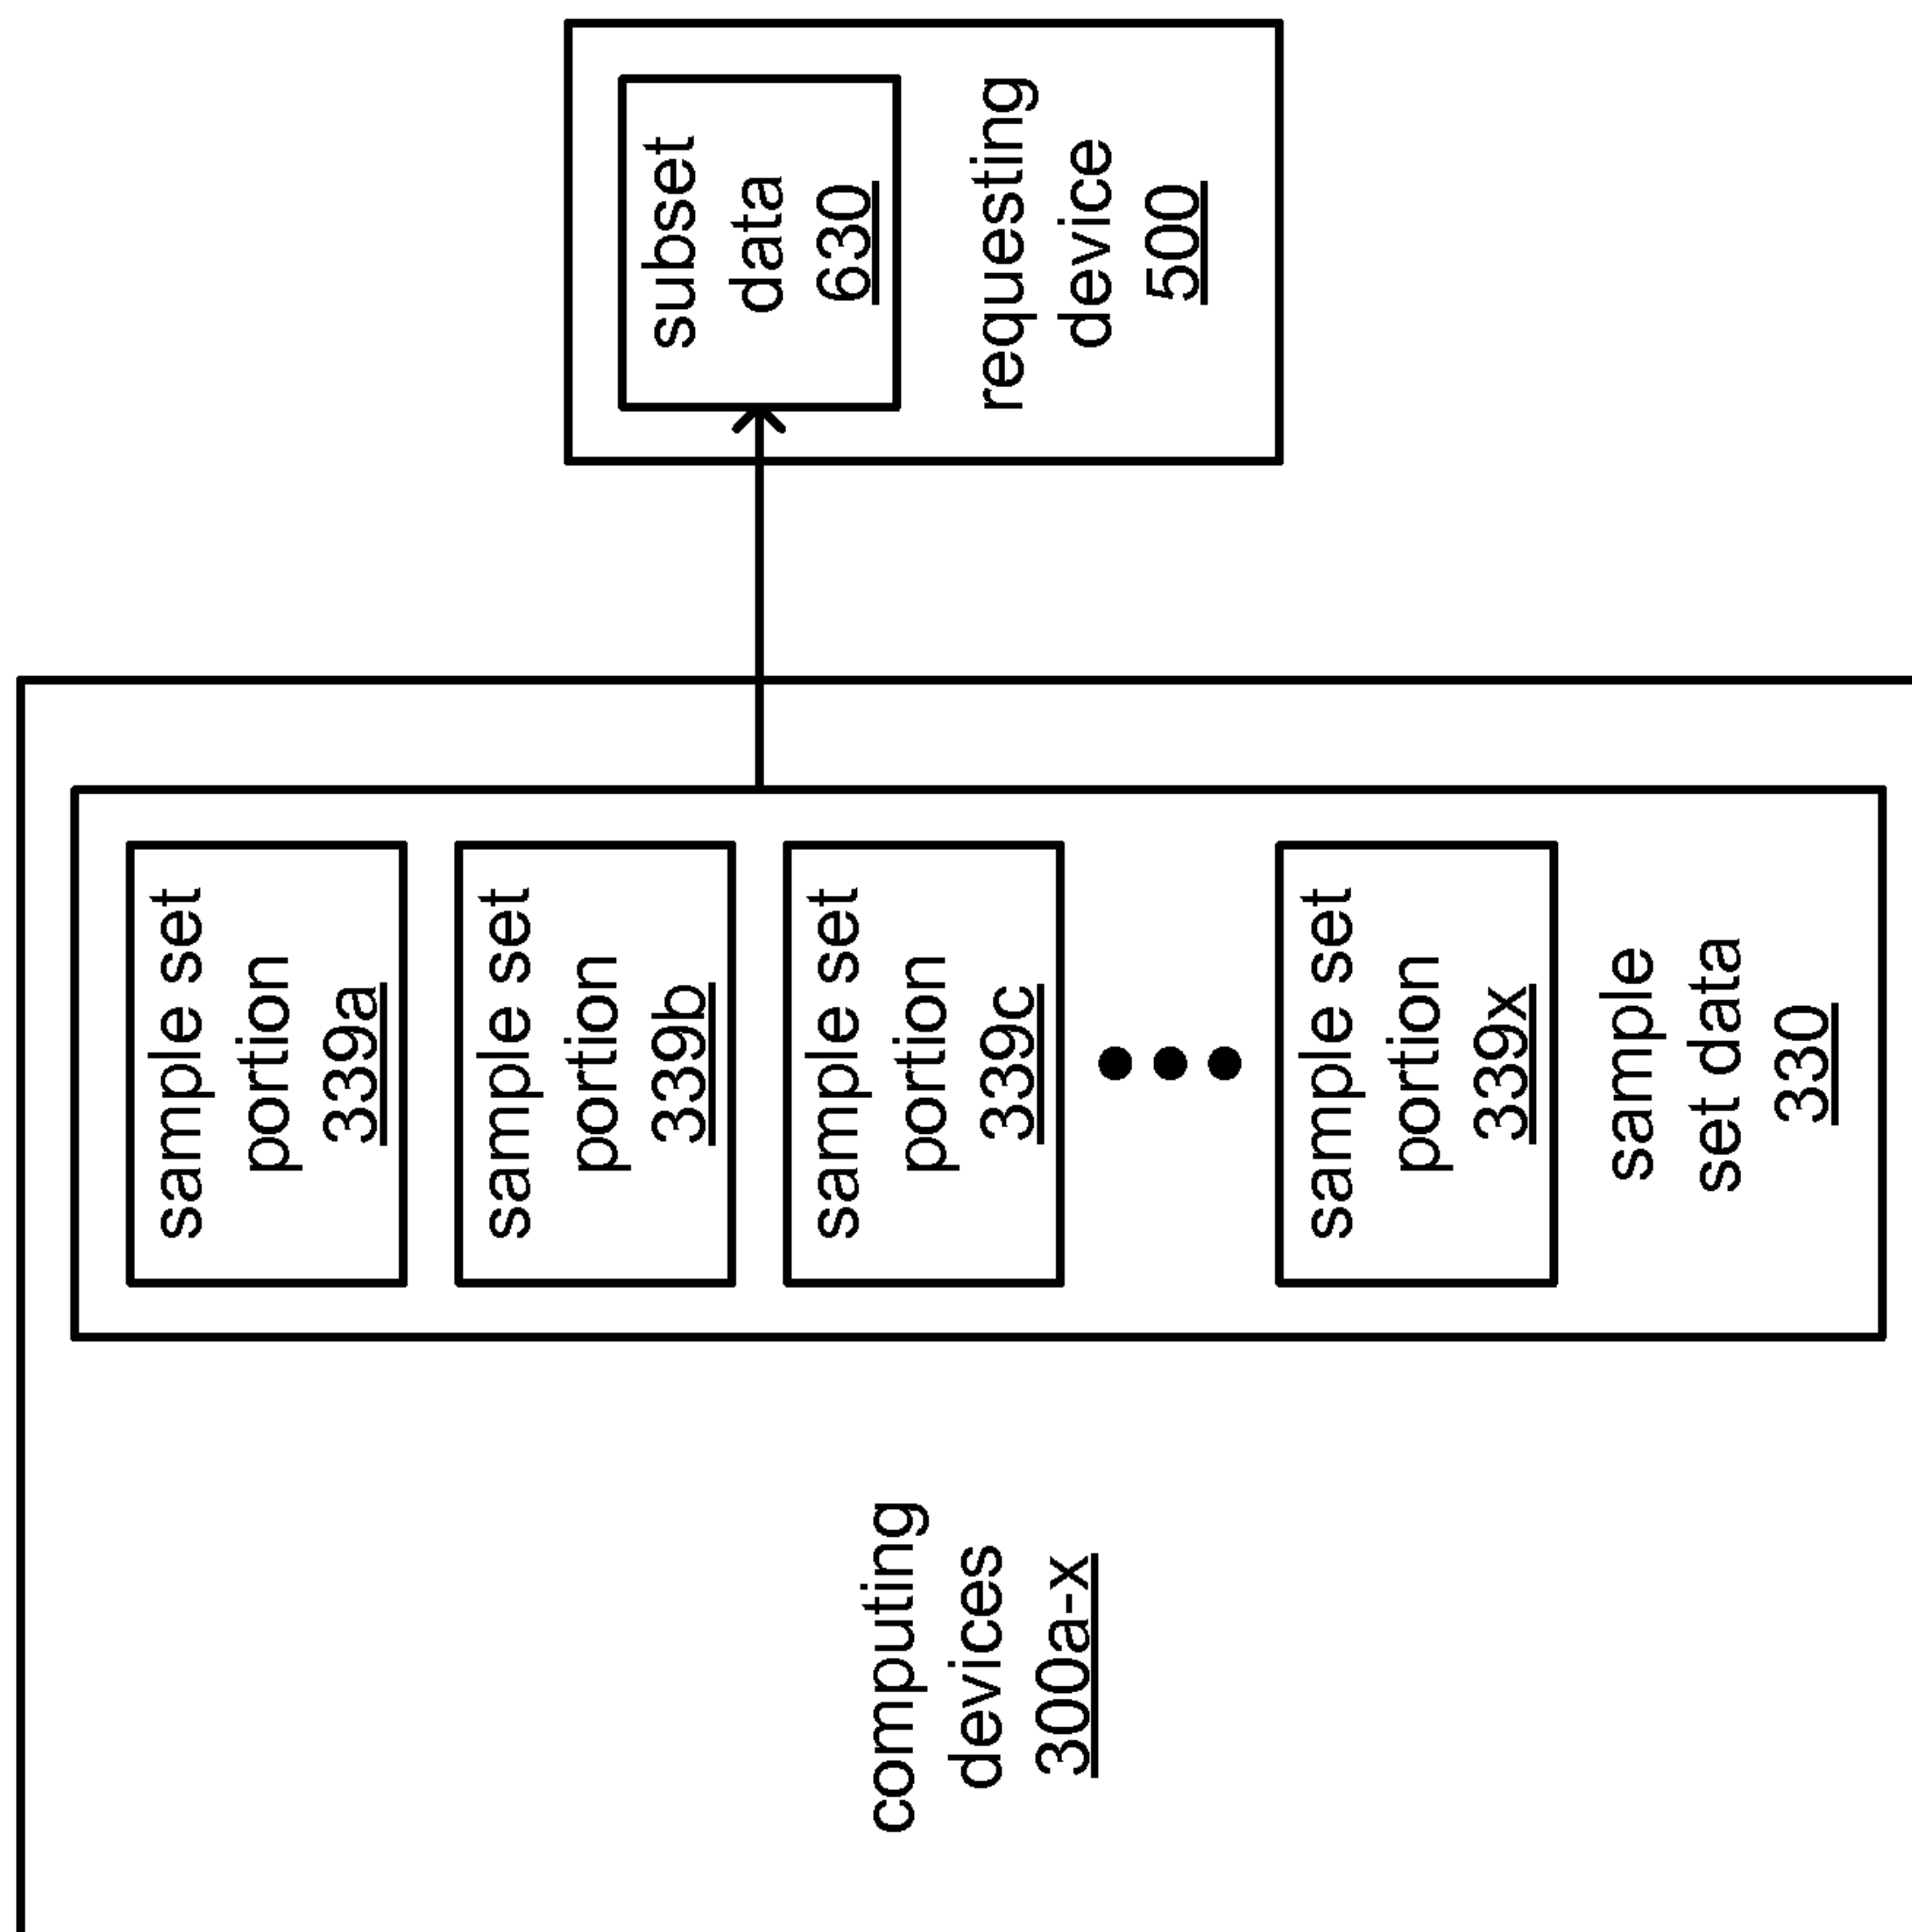 computing
devices
300a-x
sample set
portion
339a
sample set
portion
339b
sample set
portion
339c
sample set
portion
339x
sample
set data
330
subset
data
630
requesting
device
500